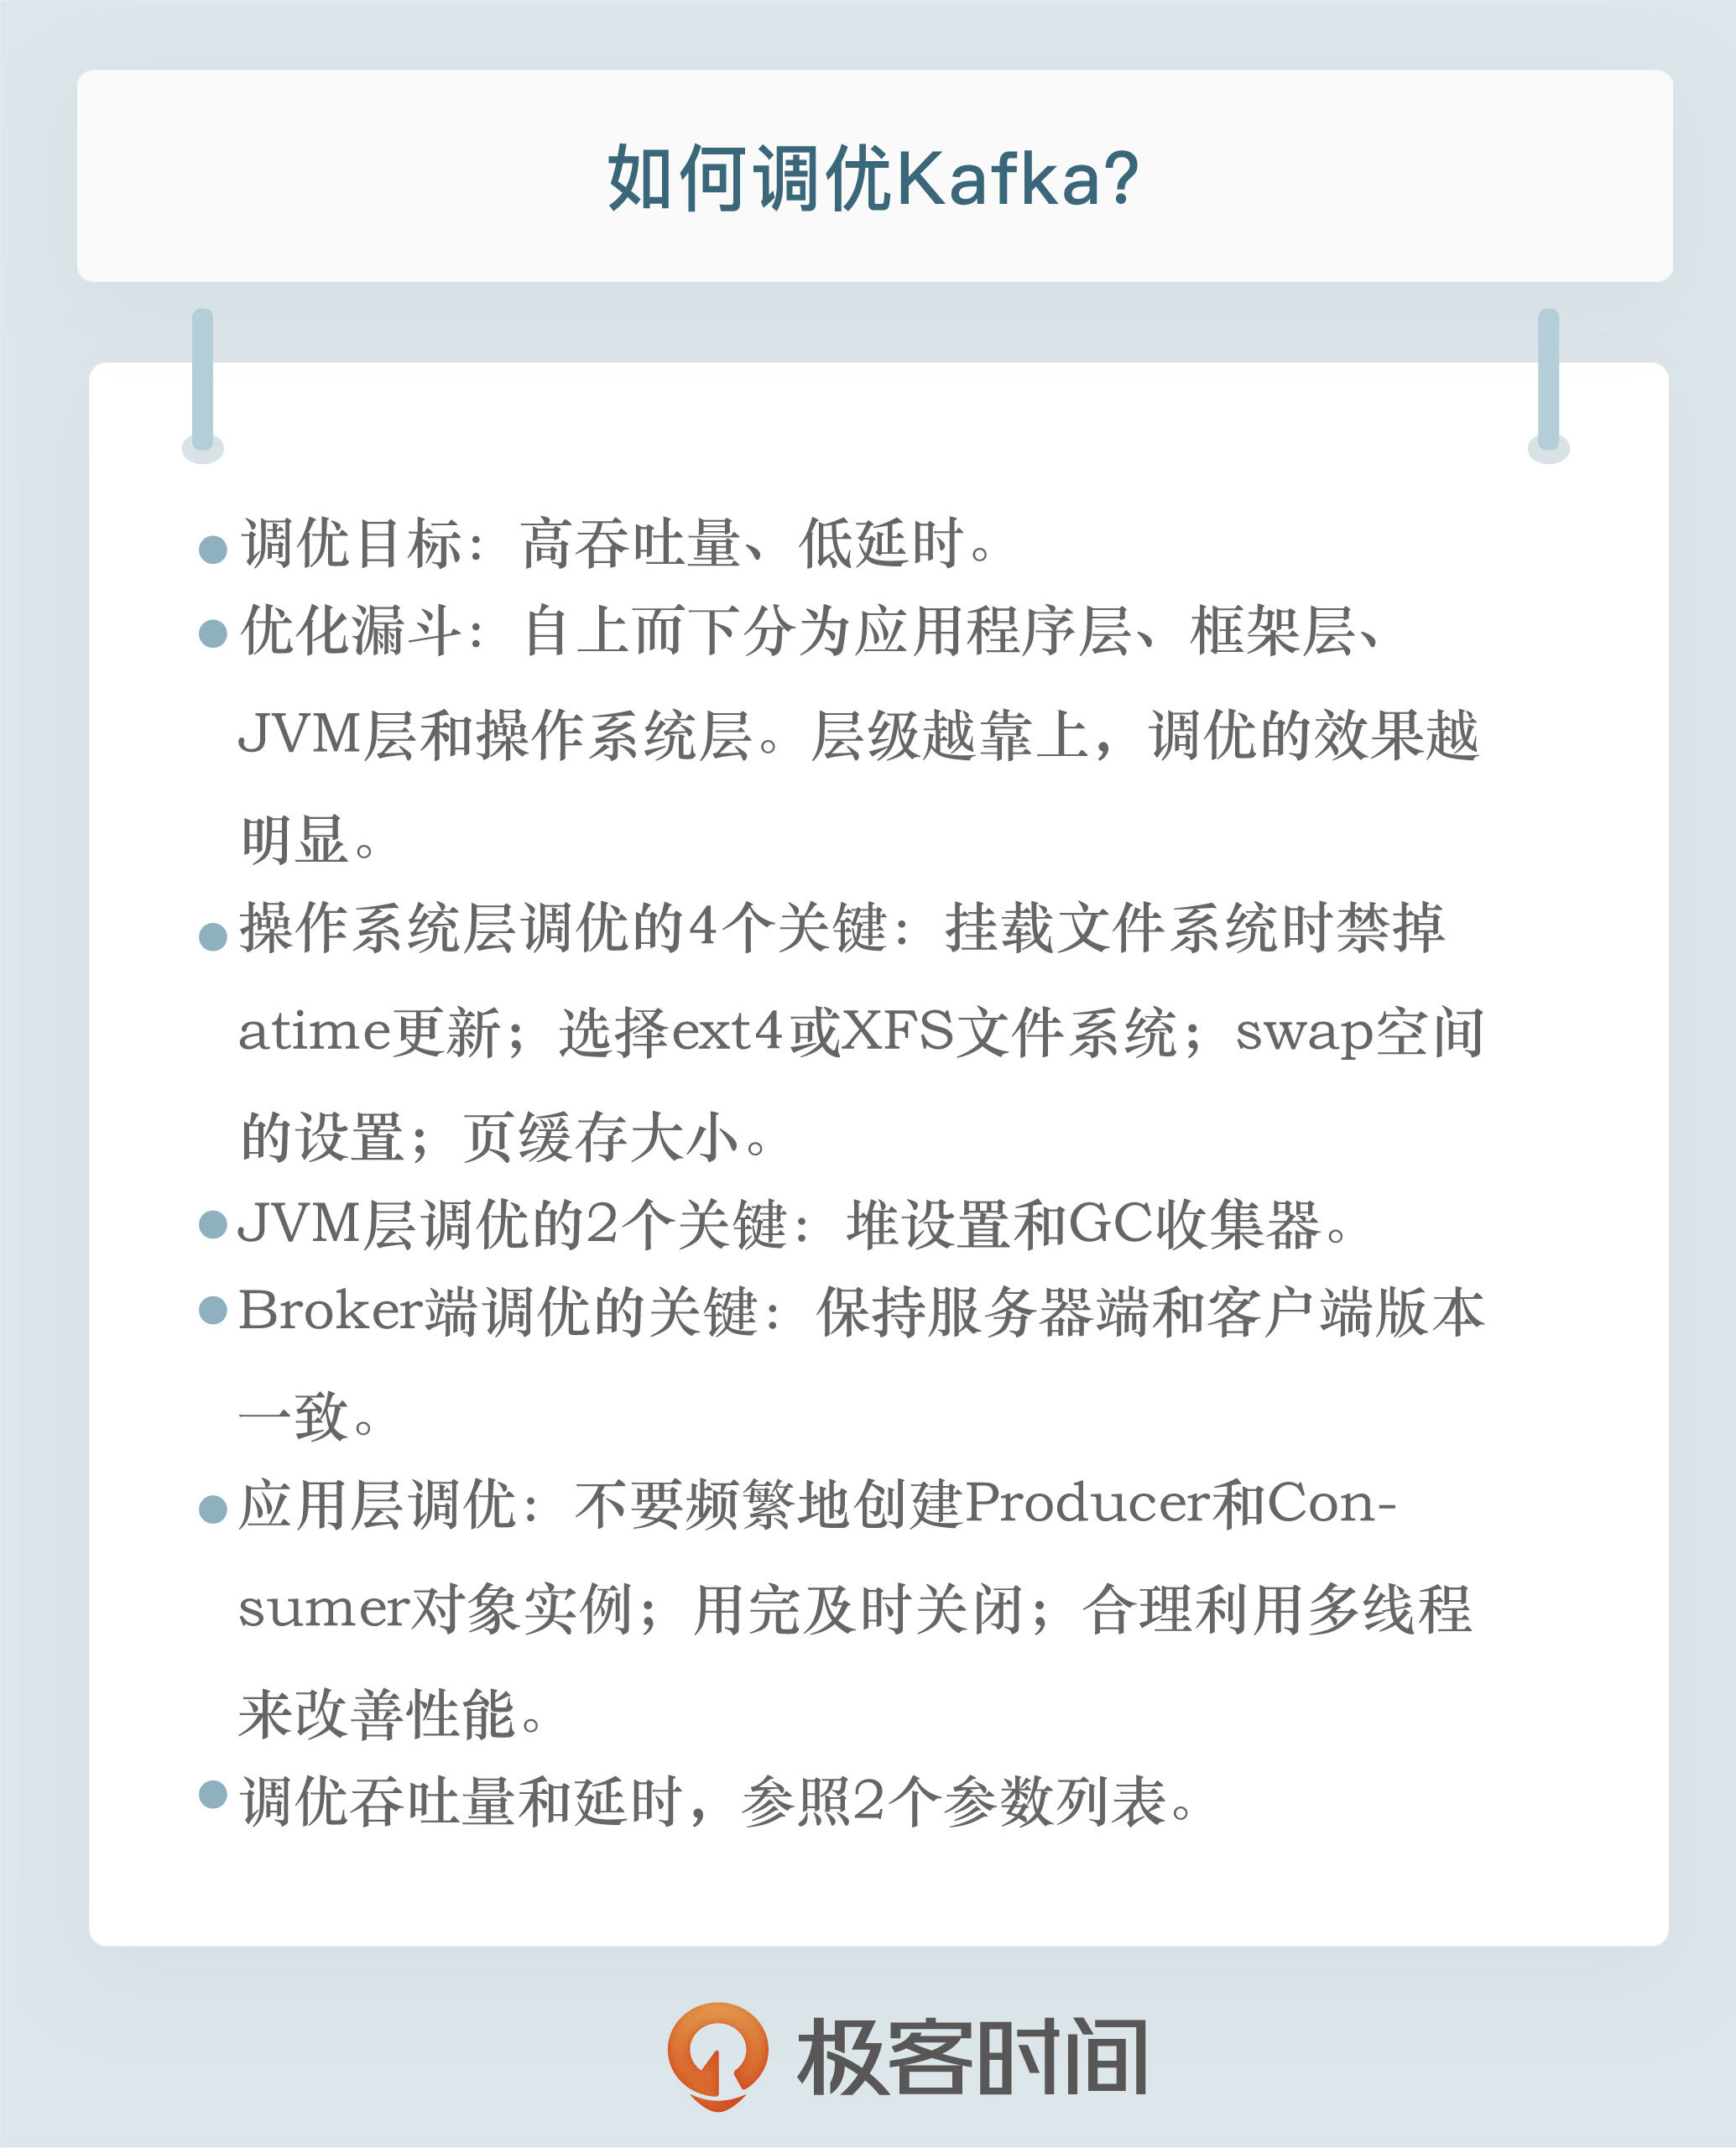 如何调优Kafka?
调优目标：高吞吐量、低延时。
优化漏斗：自上而下分为应用程序层、框架层、
JVM层和操作系统层。层级越靠上，调优的效果越
明显。
操作系统层调优的4个关键：挂载文件系统时禁掉
atime更新；选择ext4或XFS文件系统；swap空间
的设置；页缓存大小。
JVM层调优的2个关键：堆设置和GC收集器。
Broker端调优的关键：保持服务器端和客户端版本
一致。
应用层调优：不要频繁地创建Producer和Con-
sumer对象实例；用完及时关闭；合理利用多线程
来改善性能。
调优吞吐量和延时，参照2个参数列表。
极客时间